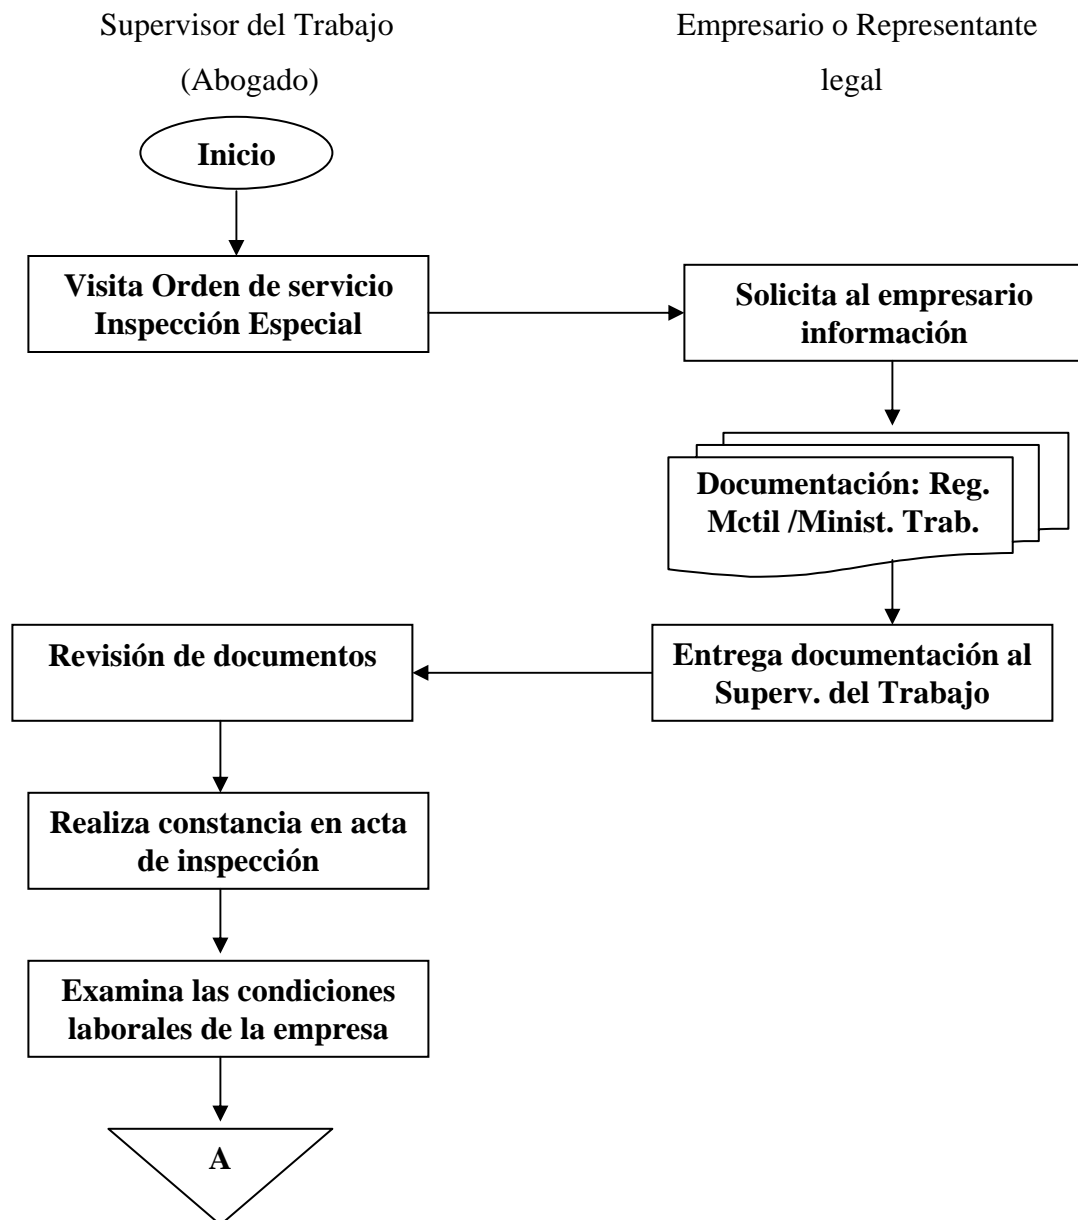 Supervisor del Trabajo
(Abogado)
Empresario o Representante
legal
Inicio
Visita Orden de servicio
Inspección Especial
Solicita al empresario
información
Documentación: Reg.
Mctil /Minist. Trab.
Entrega documentación al
Superv. del Trabajo
Revisión de documentos
Realiza constancia en acta
de inspección
Examina las condiciones
laborales de la empresa
A